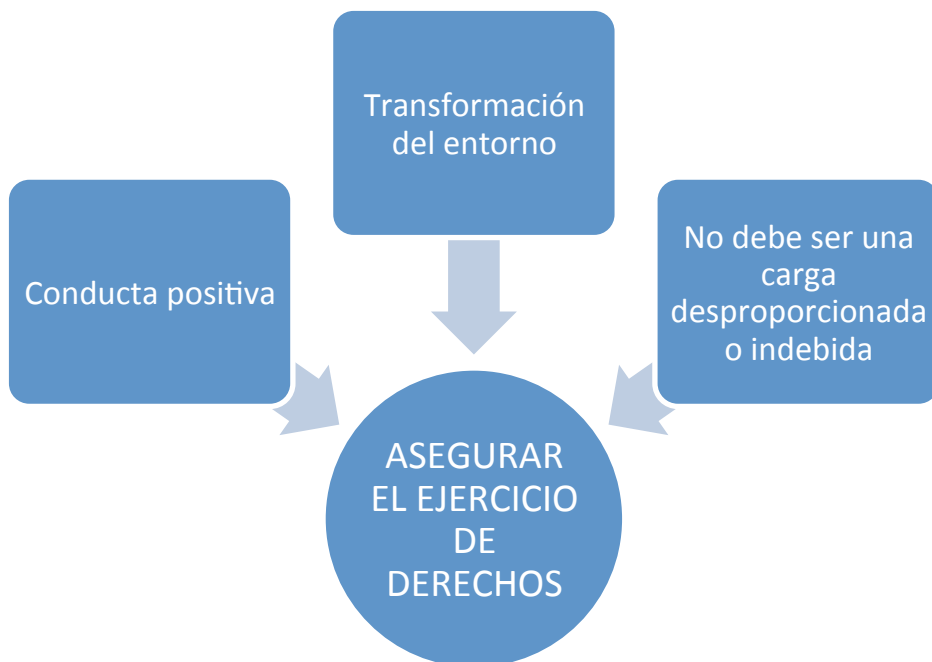 Transformación
del entorno
Conducta positiva
No debe ser una
carga
desproporcionada
o indebida
ASEGURAR
EL EJERCICIO
DE
DERECHOS